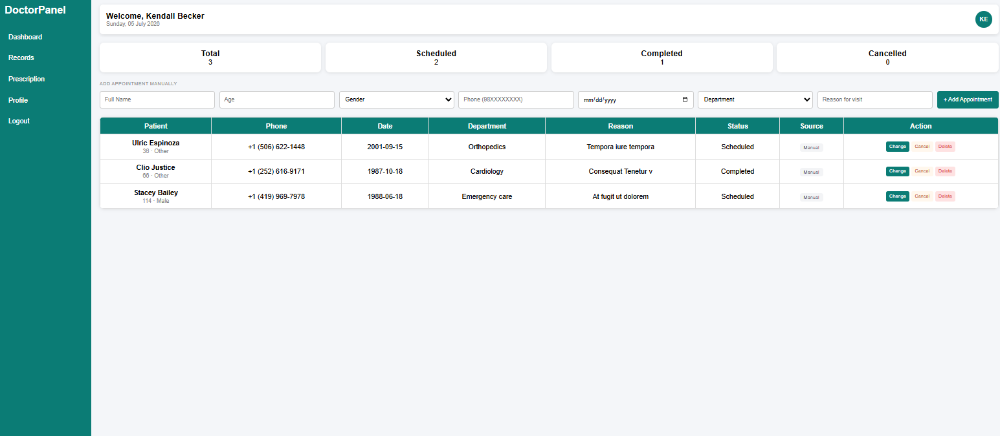 DoctorPanel
Dashboard
Records
Prescription
Profile
Logout
Welcome, Kendall Becker
Sunday, 05 July 2026
KE
Total
3
Scheduled
2
Completed
1
Cancelled
0
ADD APPOINTMENT MANUALLY
Full Name Age Gender Phone (98XXXXXXXX) mm/dd/yyyy Department Reason for visit + Add Appointment
Patient Phone Date Department Reason Status Source Action
Ulric Espinoza +1 (506) 622-1448 2001-09-15 Orthopedics Tempora iure tempora Scheduled Manual Change Cancel Delete
36 · Other
Clio Justice +1 (252) 616-9171 1987-10-18 Cardiology Consequat Tenetur v Completed Manual Change Cancel Delete
66 · Other
Stacey Bailey +1 (419) 969-7978 1988-06-18 Emergency care At fugit ut dolorem Scheduled Manual Change Cancel Delete
114 · Male